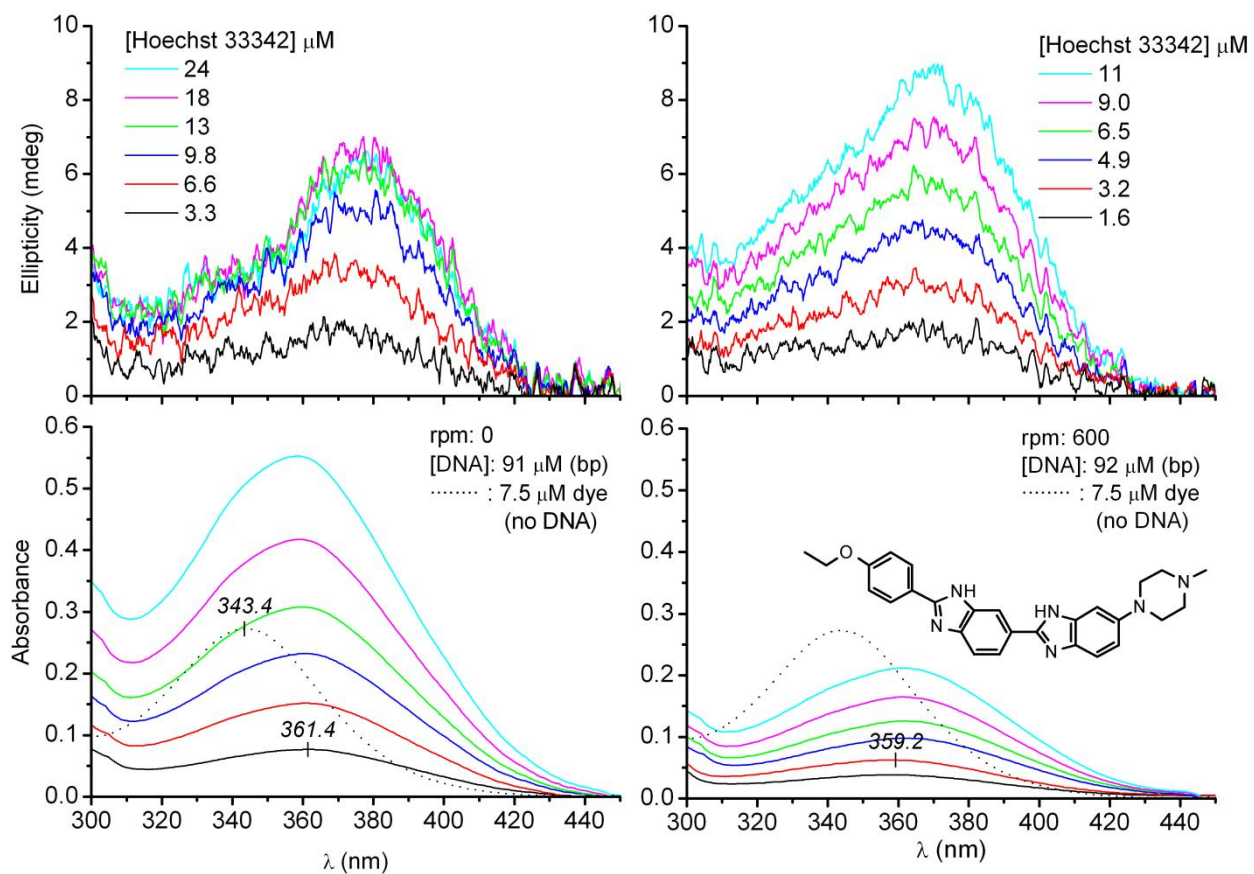 10
8
6
4
2
0
Ellipticity (mdeg)
[Hoechst 33342] μM
24
18
13
9.8
6.6
3.3
10
8
6
4
2
0
[Hoechst 33342] μM
11
9.0
6.5
4.9
3.2
1.6
0.6
0.5
0.4
0.3
0.2
0.1
0.0
Absorbance
rpm: 0
[DNA]: 91 μM (bp)
: 7.5 μM dye
(no DNA)
343.4
361.4
300 320 340 360 380 400 420 440
λ (nm)
0.6
0.5
0.4
0.3
0.2
0.1
0.0
rpm: 600
[DNA]: 92 μM (bp)
: 7.5 μM dye
(no DNA)
O
NH
N
HN
N
N
N
359.2
300 320 340 360 380 400 420 440
λ (nm)